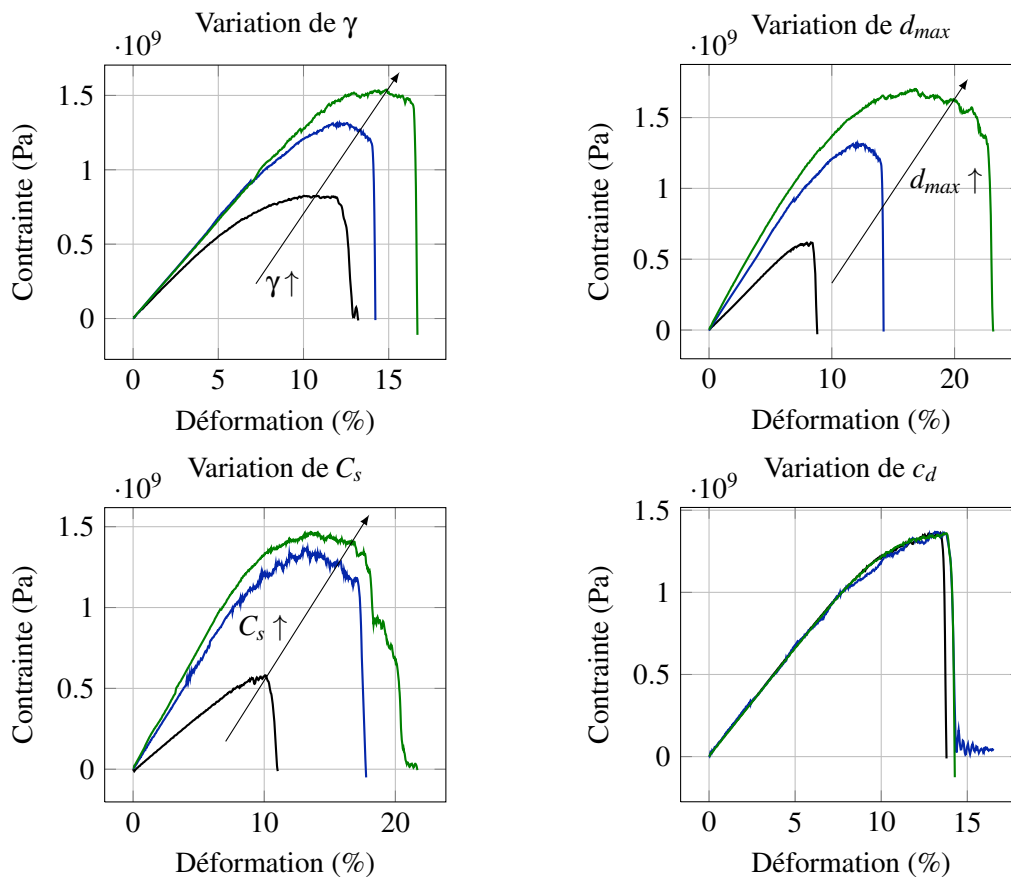 Variation de γ
·10⁹
Contrainte (Pa)
1.5
1
0.5
0
γ ↑
0 5 10 15
Déformation (%)
Variation de d_max
·10⁹
Contrainte (Pa)
1.5
1
0.5
0
d_max ↑
0 10 20
Déformation (%)
Variation de C_s
·10⁹
Contrainte (Pa)
1.5
1
0.5
0
C_s ↑
0 10 20
Déformation (%)
Variation de c_d
·10⁹
Contrainte (Pa)
1.5
1
0.5
0
0 5 10 15
Déformation (%)